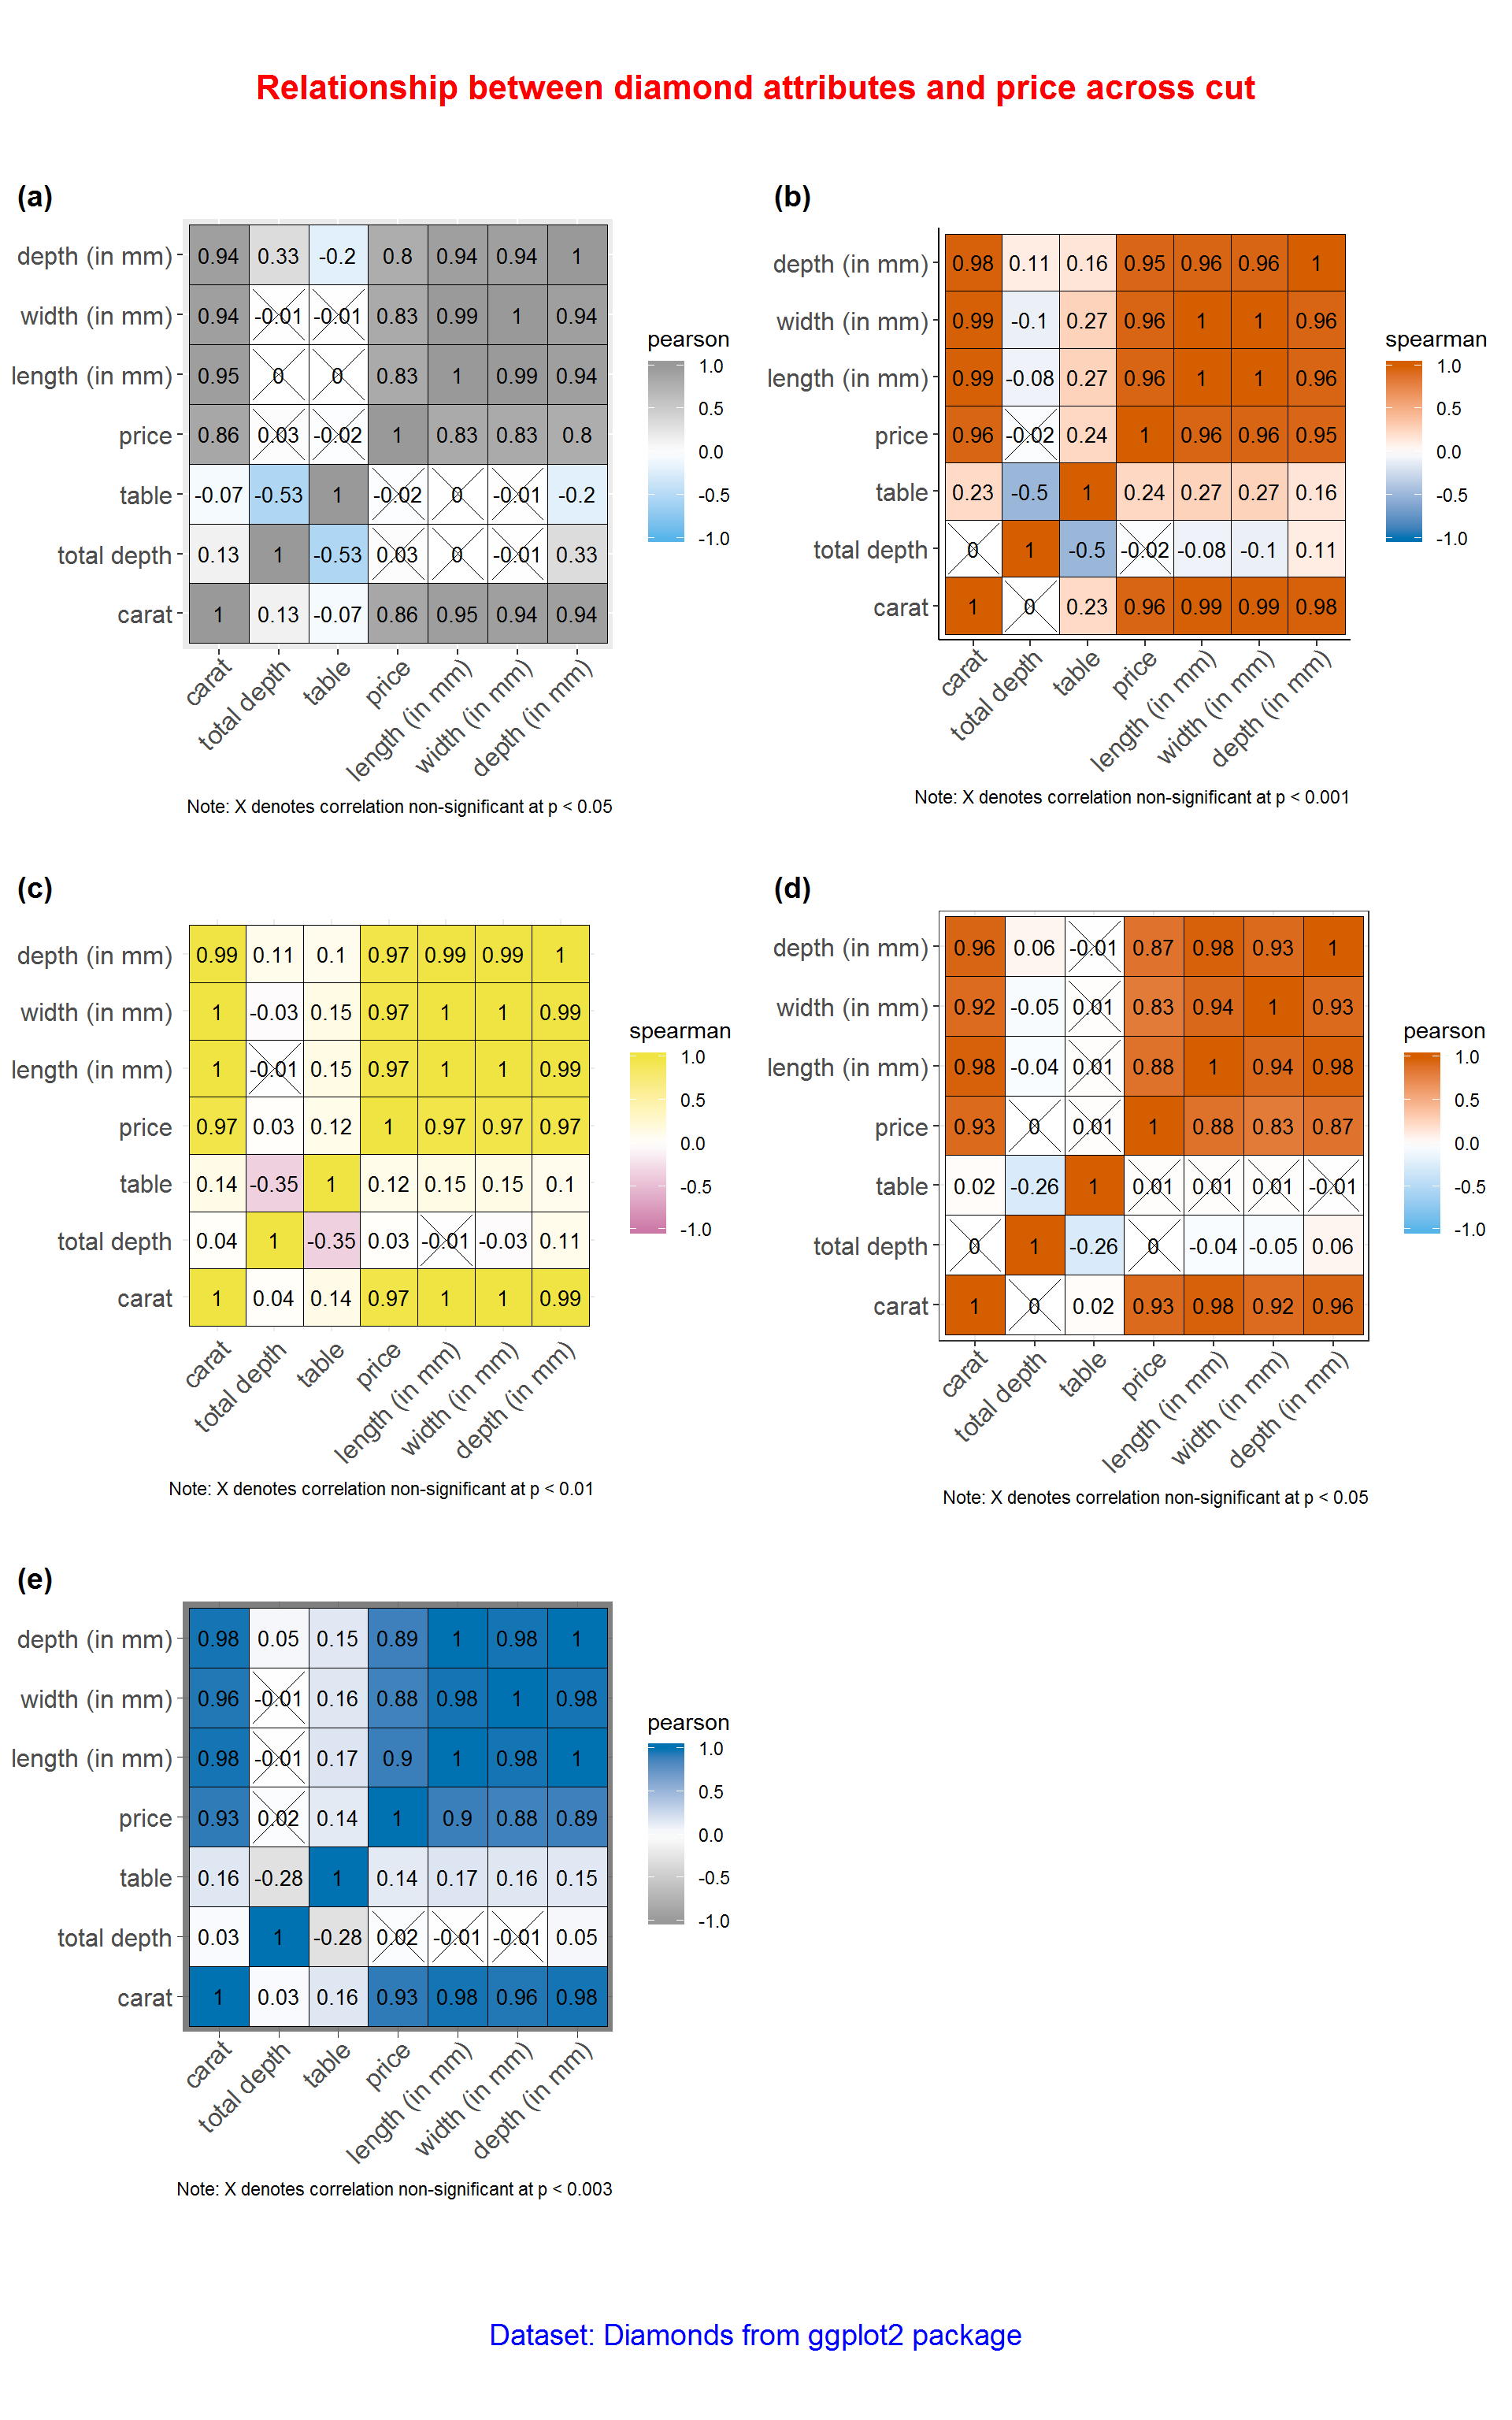 Relationship between diamond attributes and price across cut
(a)
depth (in mm) 0.94 0.33 -0.2 0.8 0.94 0.94 1
width (in mm) 0.94 -0.01 -0.01 0.83 0.99 1 0.94
length (in mm) 0.95 0 0 0.83 1 0.99 0.94
price 0.86 0.03 -0.02 1 0.83 0.83 0.8
table -0.07 -0.53 1 -0.02 0 -0.01 -0.2
total depth 0.13 1 -0.53 0.03 0 -0.01 0.33
carat 1 0.13 -0.07 0.86 0.95 0.94 0.94
carat total depth table price length (in mm) width (in mm) depth (in mm)
pearson
1.0
0.5
0.0
-0.5
-1.0
Note: X denotes correlation non-significant at p < 0.05
(b)
depth (in mm) 0.98 0.11 0.16 0.95 0.96 0.96 1
width (in mm) 0.99 -0.1 0.27 0.96 1 1 0.96
length (in mm) 0.99 -0.08 0.27 0.96 1 1 0.96
price 0.96 -0.02 0.24 1 0.96 0.96 0.95
table 0.23 -0.5 1 0.24 0.27 0.27 0.16
total depth 0 1 -0.5 -0.02 -0.08 -0.1 0.11
carat 1 0 0.23 0.96 0.99 0.99 0.98
carat total depth table price length (in mm) width (in mm) depth (in mm)
spearman
1.0
0.5
0.0
-0.5
-1.0
Note: X denotes correlation non-significant at p < 0.001
(c)
depth (in mm) 0.99 0.11 0.1 0.97 0.99 0.99 1
width (in mm) 1 -0.03 0.15 0.97 1 1 0.99
length (in mm) 1 -0.01 0.15 0.97 1 1 0.99
price 0.97 0.03 0.12 1 0.97 0.97 0.97
table 0.14 -0.35 1 0.12 0.15 0.15 0.1
total depth 0.04 1 -0.35 0.03 -0.01 -0.03 0.11
carat 1 0.04 0.14 0.97 1 1 0.99
carat total depth table price length (in mm) width (in mm) depth (in mm)
spearman
1.0
0.5
0.0
-0.5
-1.0
Note: X denotes correlation non-significant at p < 0.01
(d)
depth (in mm) 0.96 0.06 -0.01 0.87 0.98 0.93 1
width (in mm) 0.92 -0.05 0.01 0.83 0.94 1 0.93
length (in mm) 0.98 -0.04 0.01 0.88 1 0.94 0.98
price 0.93 0 0.01 1 0.88 0.83 0.87
table 0.02 -0.26 1 0.01 0.01 0.01 -0.01
total depth 0 1 -0.26 0 -0.04 -0.05 0.06
carat 1 0 0.02 0.93 0.98 0.92 0.96
carat total depth table price length (in mm) width (in mm) depth (in mm)
pearson
1.0
0.5
0.0
-0.5
-1.0
Note: X denotes correlation non-significant at p < 0.05
(e)
depth (in mm) 0.98 0.05 0.15 0.89 1 0.98 1
width (in mm) 0.96 -0.01 0.16 0.88 0.98 1 0.98
length (in mm) 0.98 -0.01 0.17 0.9 1 0.98 1
price 0.93 0.02 0.14 1 0.9 0.88 0.89
table 0.16 -0.28 1 0.14 0.17 0.16 0.15
total depth 0.03 1 -0.28 0.02 -0.01 -0.01 0.05
carat 1 0.03 0.16 0.93 0.98 0.96 0.98
carat total depth table price length (in mm) width (in mm) depth (in mm)
pearson
1.0
0.5
0.0
-0.5
-1.0
Note: X denotes correlation non-significant at p < 0.003
Dataset: Diamonds from ggplot2 package